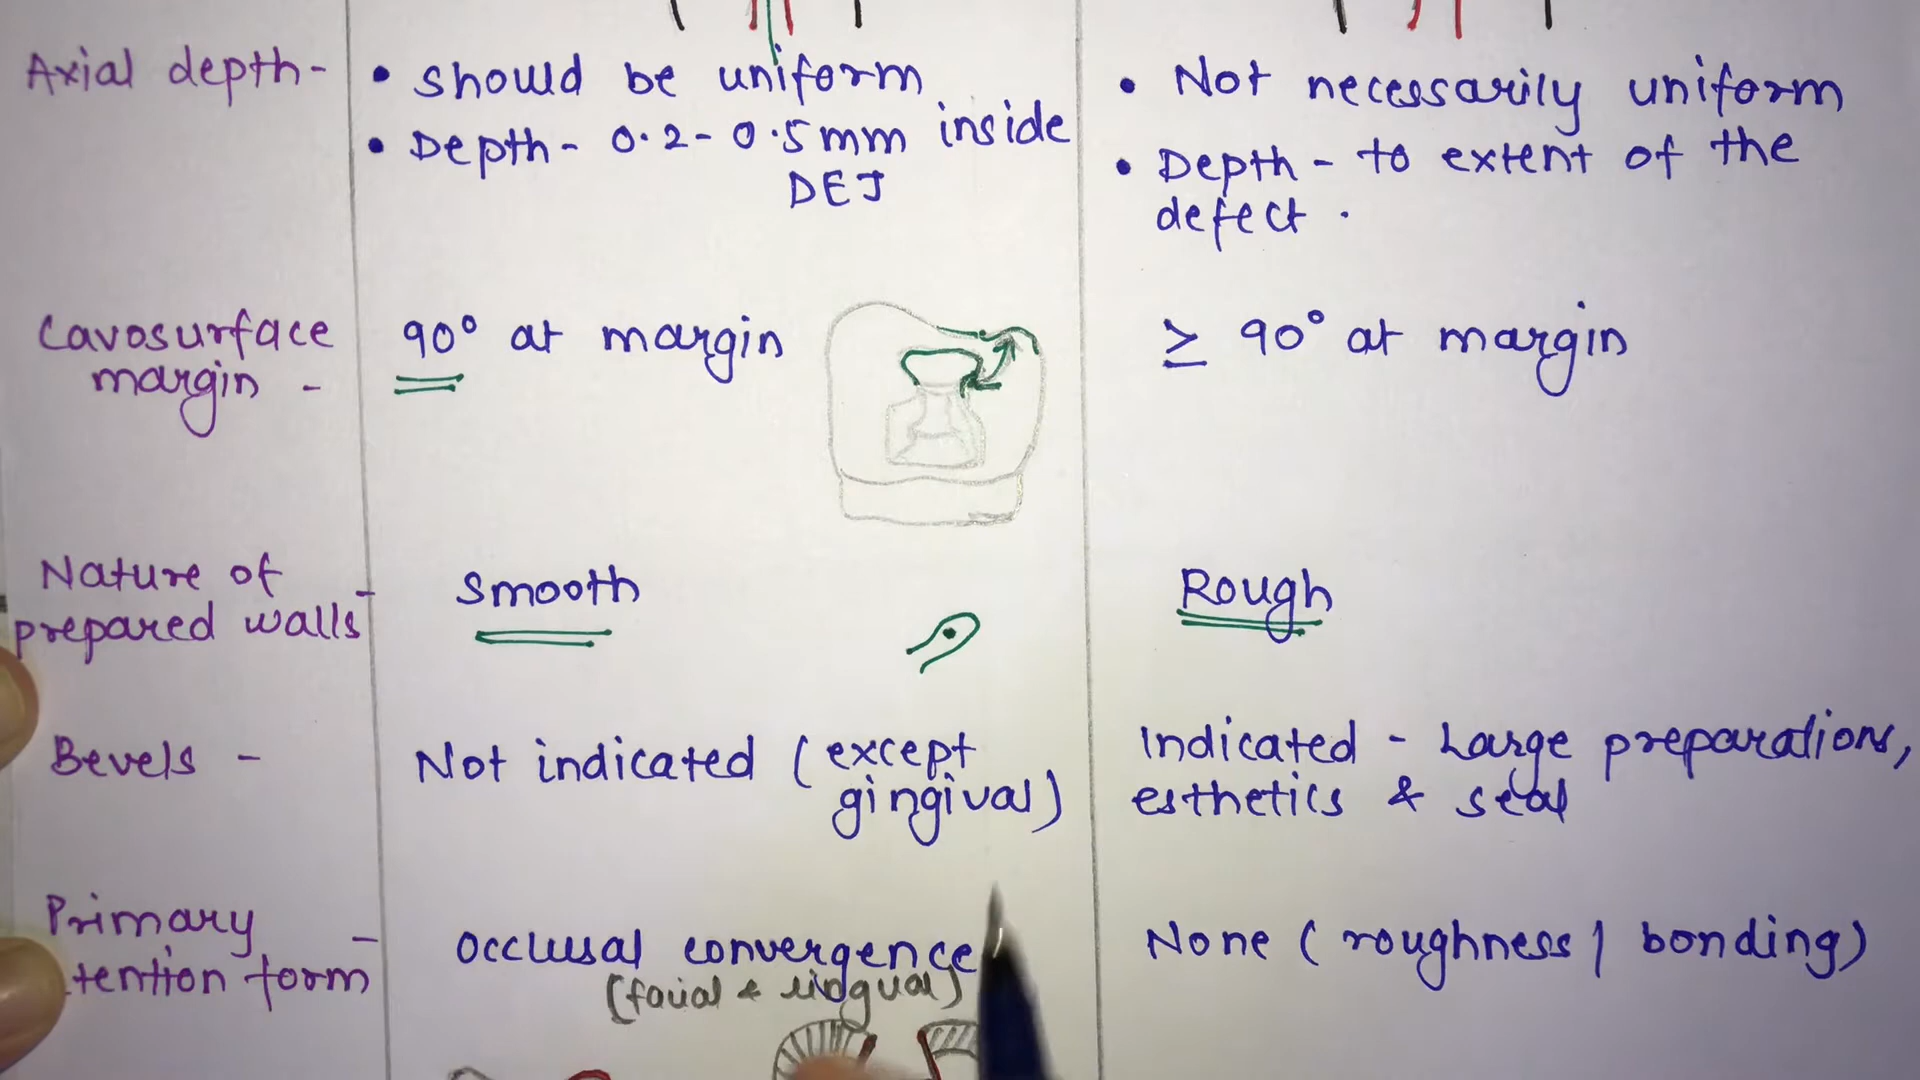 Axial depth-
• Should be uniform
• Depth - 0.2 - 0.5mm inside
DEJ
• Not necessarily uniform
• Depth - to extent of the
defect.
Cavosurface
margin -
90° at margin
≥ 90° at margin
Nature of
prepared walls -
Smooth
Rough
Bevels -
Not indicated (except
gingival)
Indicated - Large preparations,
esthetics & seal
Primary
tention form -
Occlusal convergence
(facial & lingual)
None (roughness / bonding)